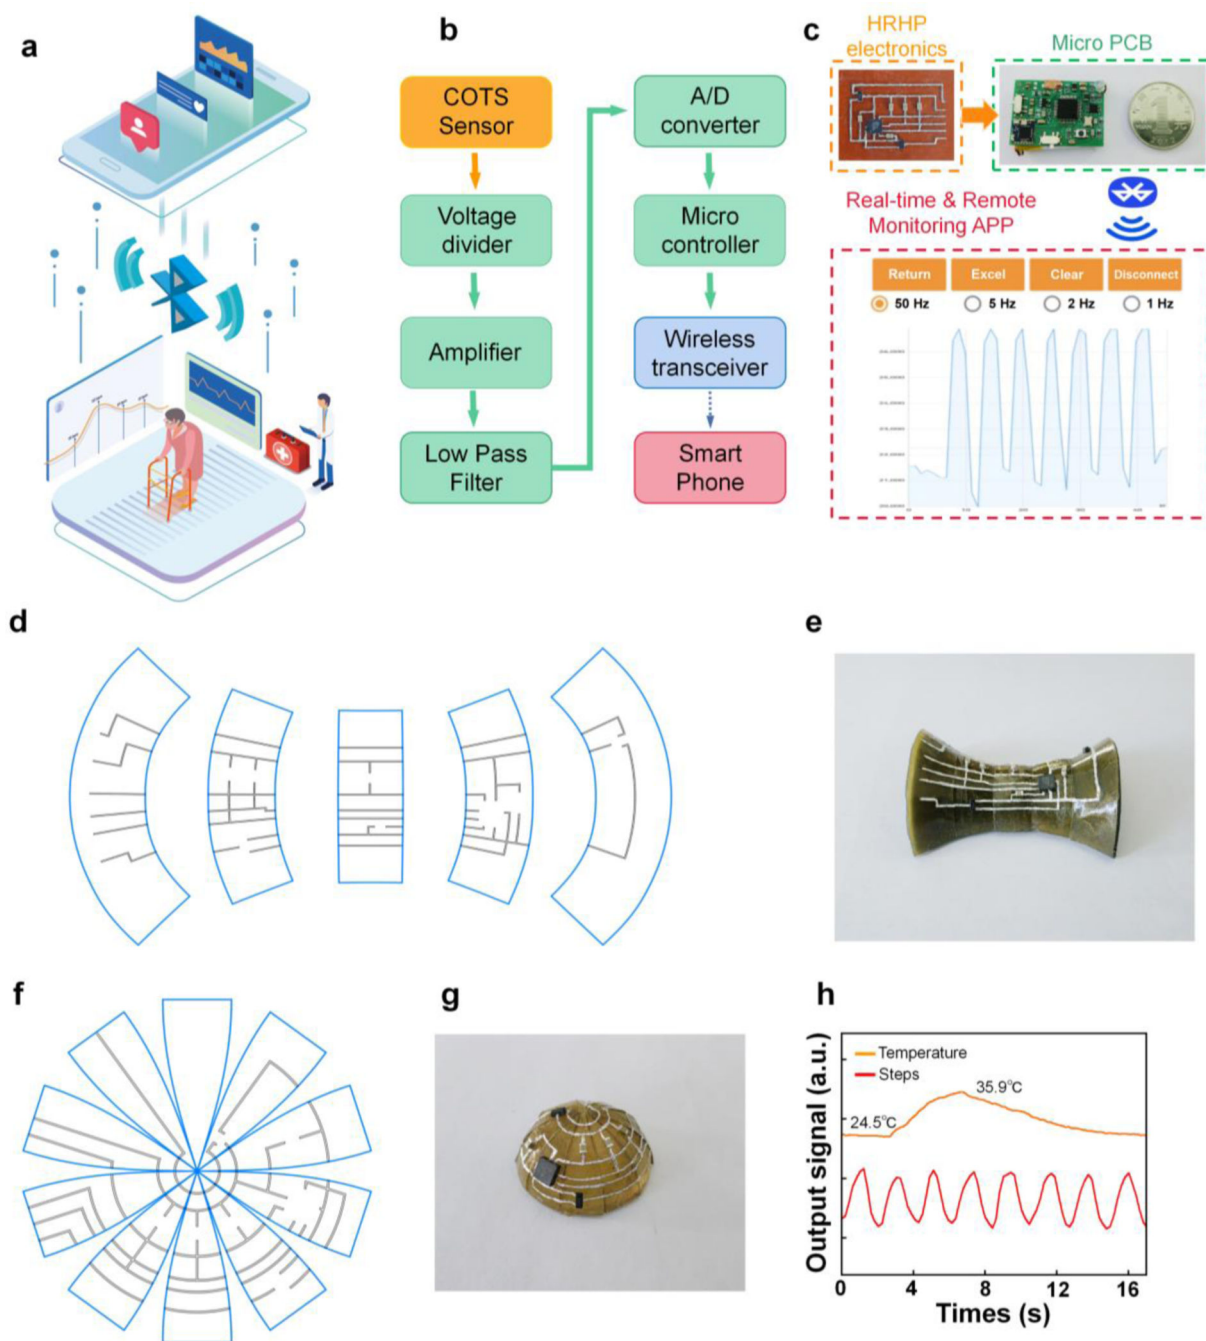 a
b
COTS
Sensor
Voltage
divider
Amplifier
Low Pass
Filter
A/D
converter
Micro
controller
Wireless
transceiver
Smart
Phone
c
HRHP
electronics
Micro PCB
Real-time & Remote
Monitoring APP
Return Excel Clear Disconnect
50 Hz 5 Hz 2 Hz 1 Hz
d
e
f
g
h
Output signal (a.u.)
Temperature
Steps
24.5℃
35.9℃
0 4 8 12 16
Times (s)